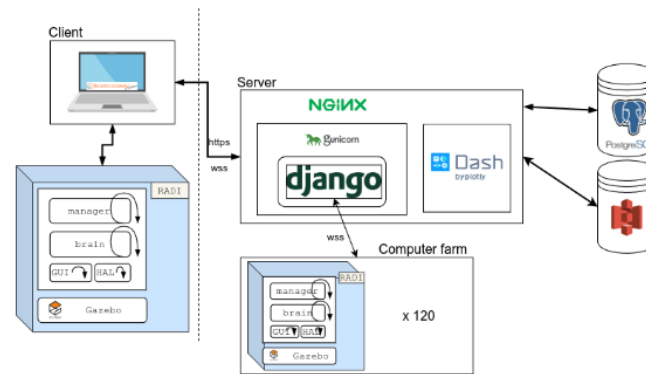 Client
RADI
manager
brain
GUI
HAL
Gazebo
https
wss
Server
NGINX
gunicorn
django
Dash
by plotly
PostgreSQ
wss
Computer farm
RADI
manager
brain
GUI
HAL
Gazebo
x 120